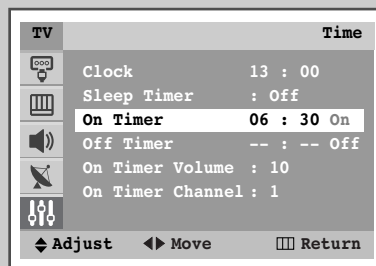 TV Time
Clock 13 : 00
Sleep Timer : Off
On Timer 06 : 30 On
Off Timer -- : -- Off
On Timer Volume : 10
On Timer Channel : 1
Adjust Move Return